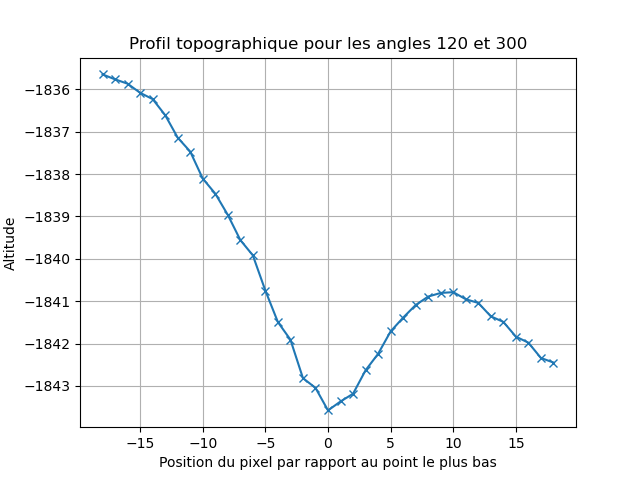 Profil topographique pour les angles 120 et 300
−1836
−1837
−1838
−1839
−1840
−1841
−1842
−1843
Altitude
−15 −10 −5 0 5 10 15
Position du pixel par rapport au point le plus bas